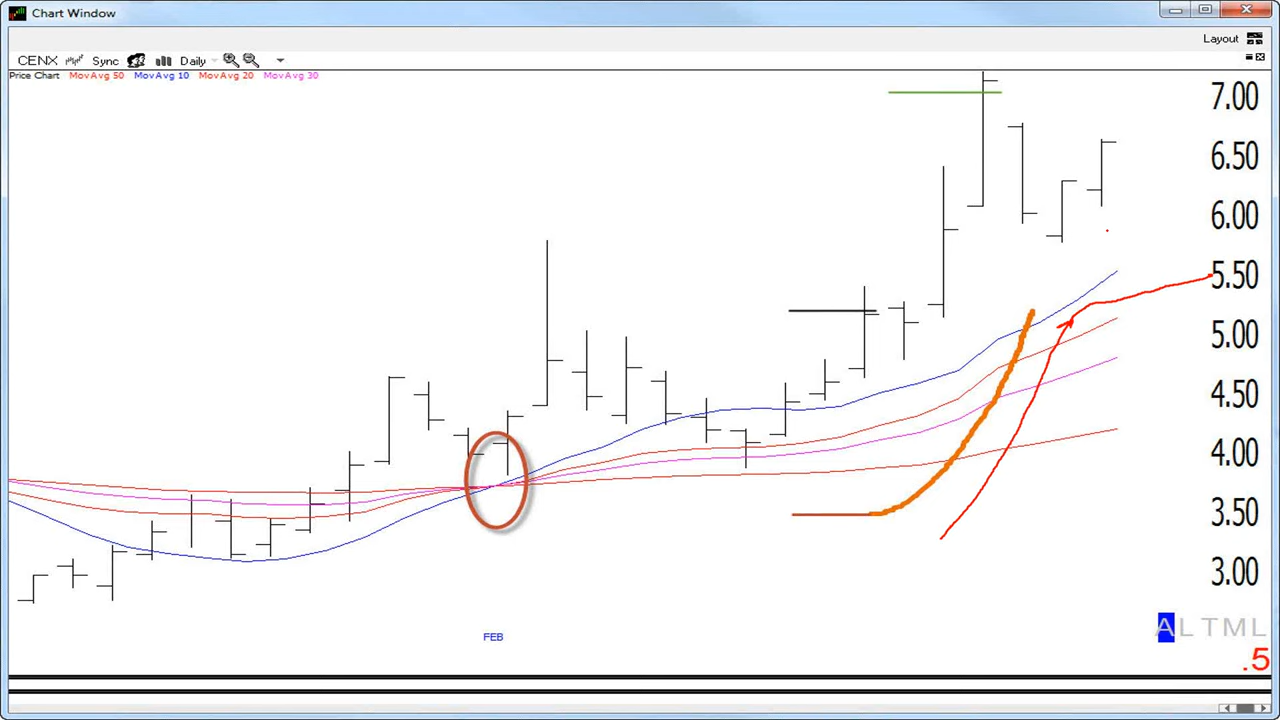 Chart Window
Layout
CENX Sync Daily
Price Chart MovAvg 50 MovAvg 10 MovAvg 20 MovAvg 30
7.00
6.50
6.00
5.50
5.00
4.50
4.00
3.50
3.00
FEB
A L T M L
.5